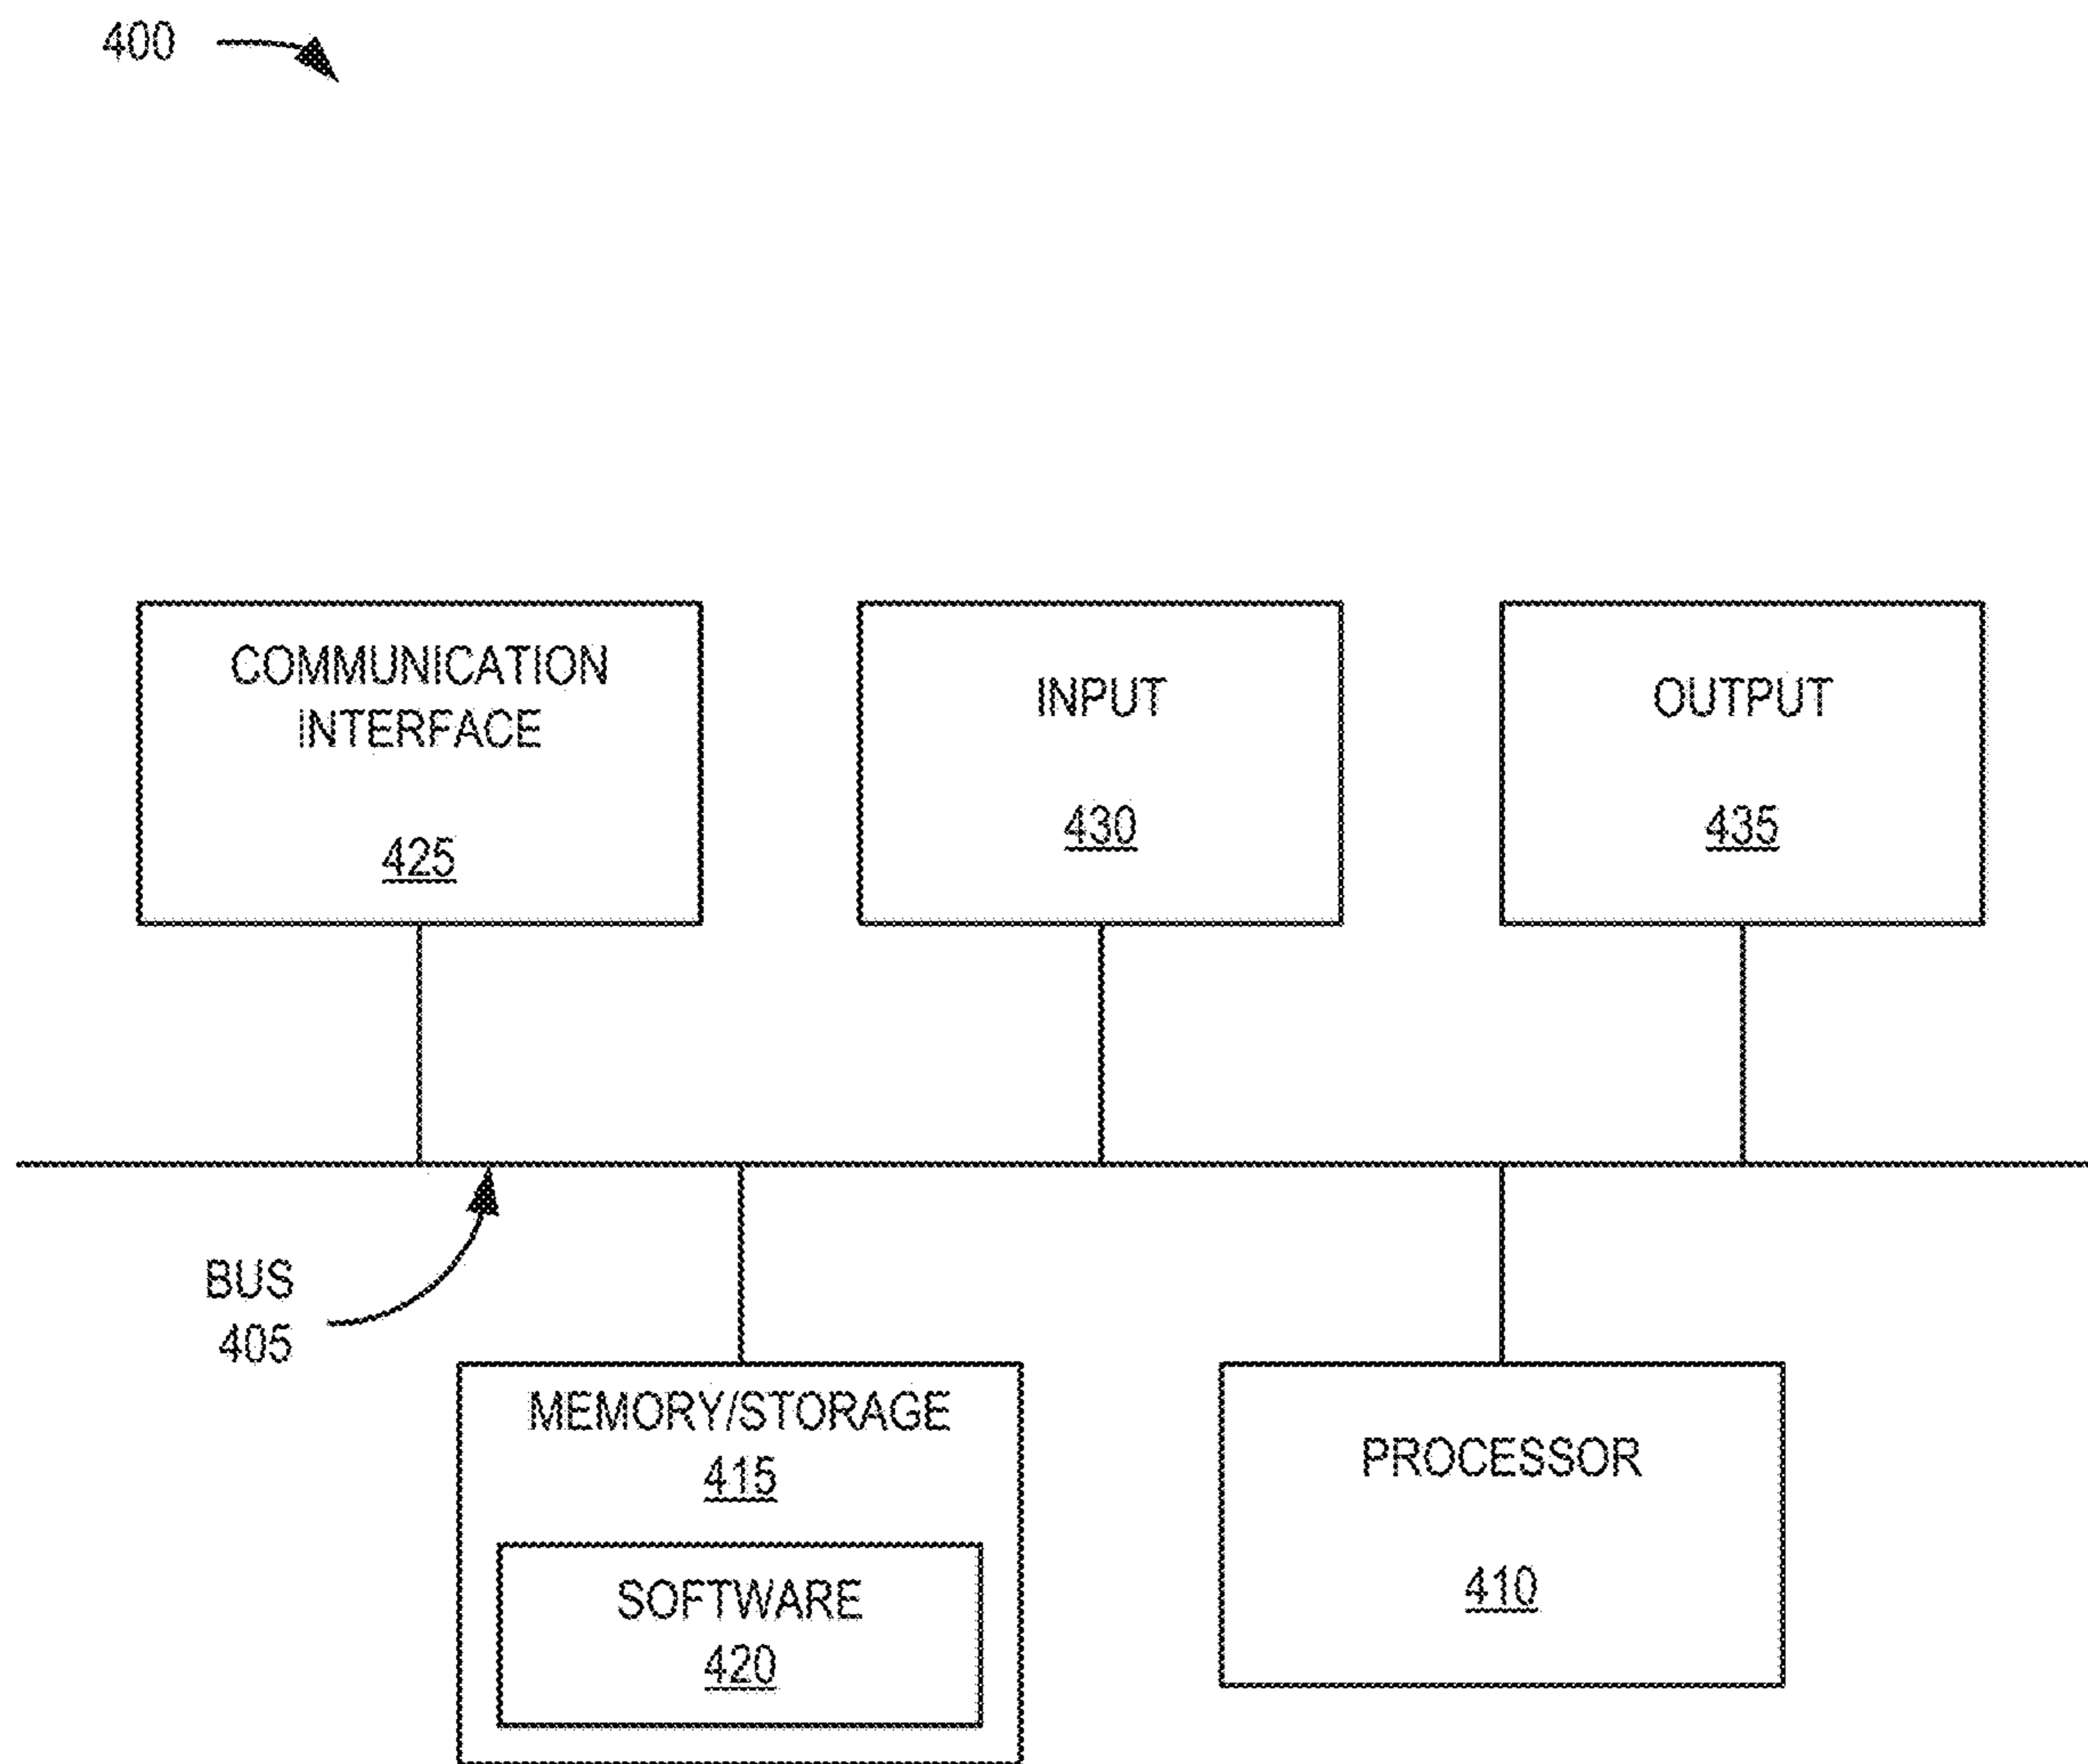 400
COMMUNICATION
INTERFACE
425
INPUT
430
OUTPUT
435
BUS
405
MEMORY/STORAGE
415
SOFTWARE
420
PROCESSOR
410